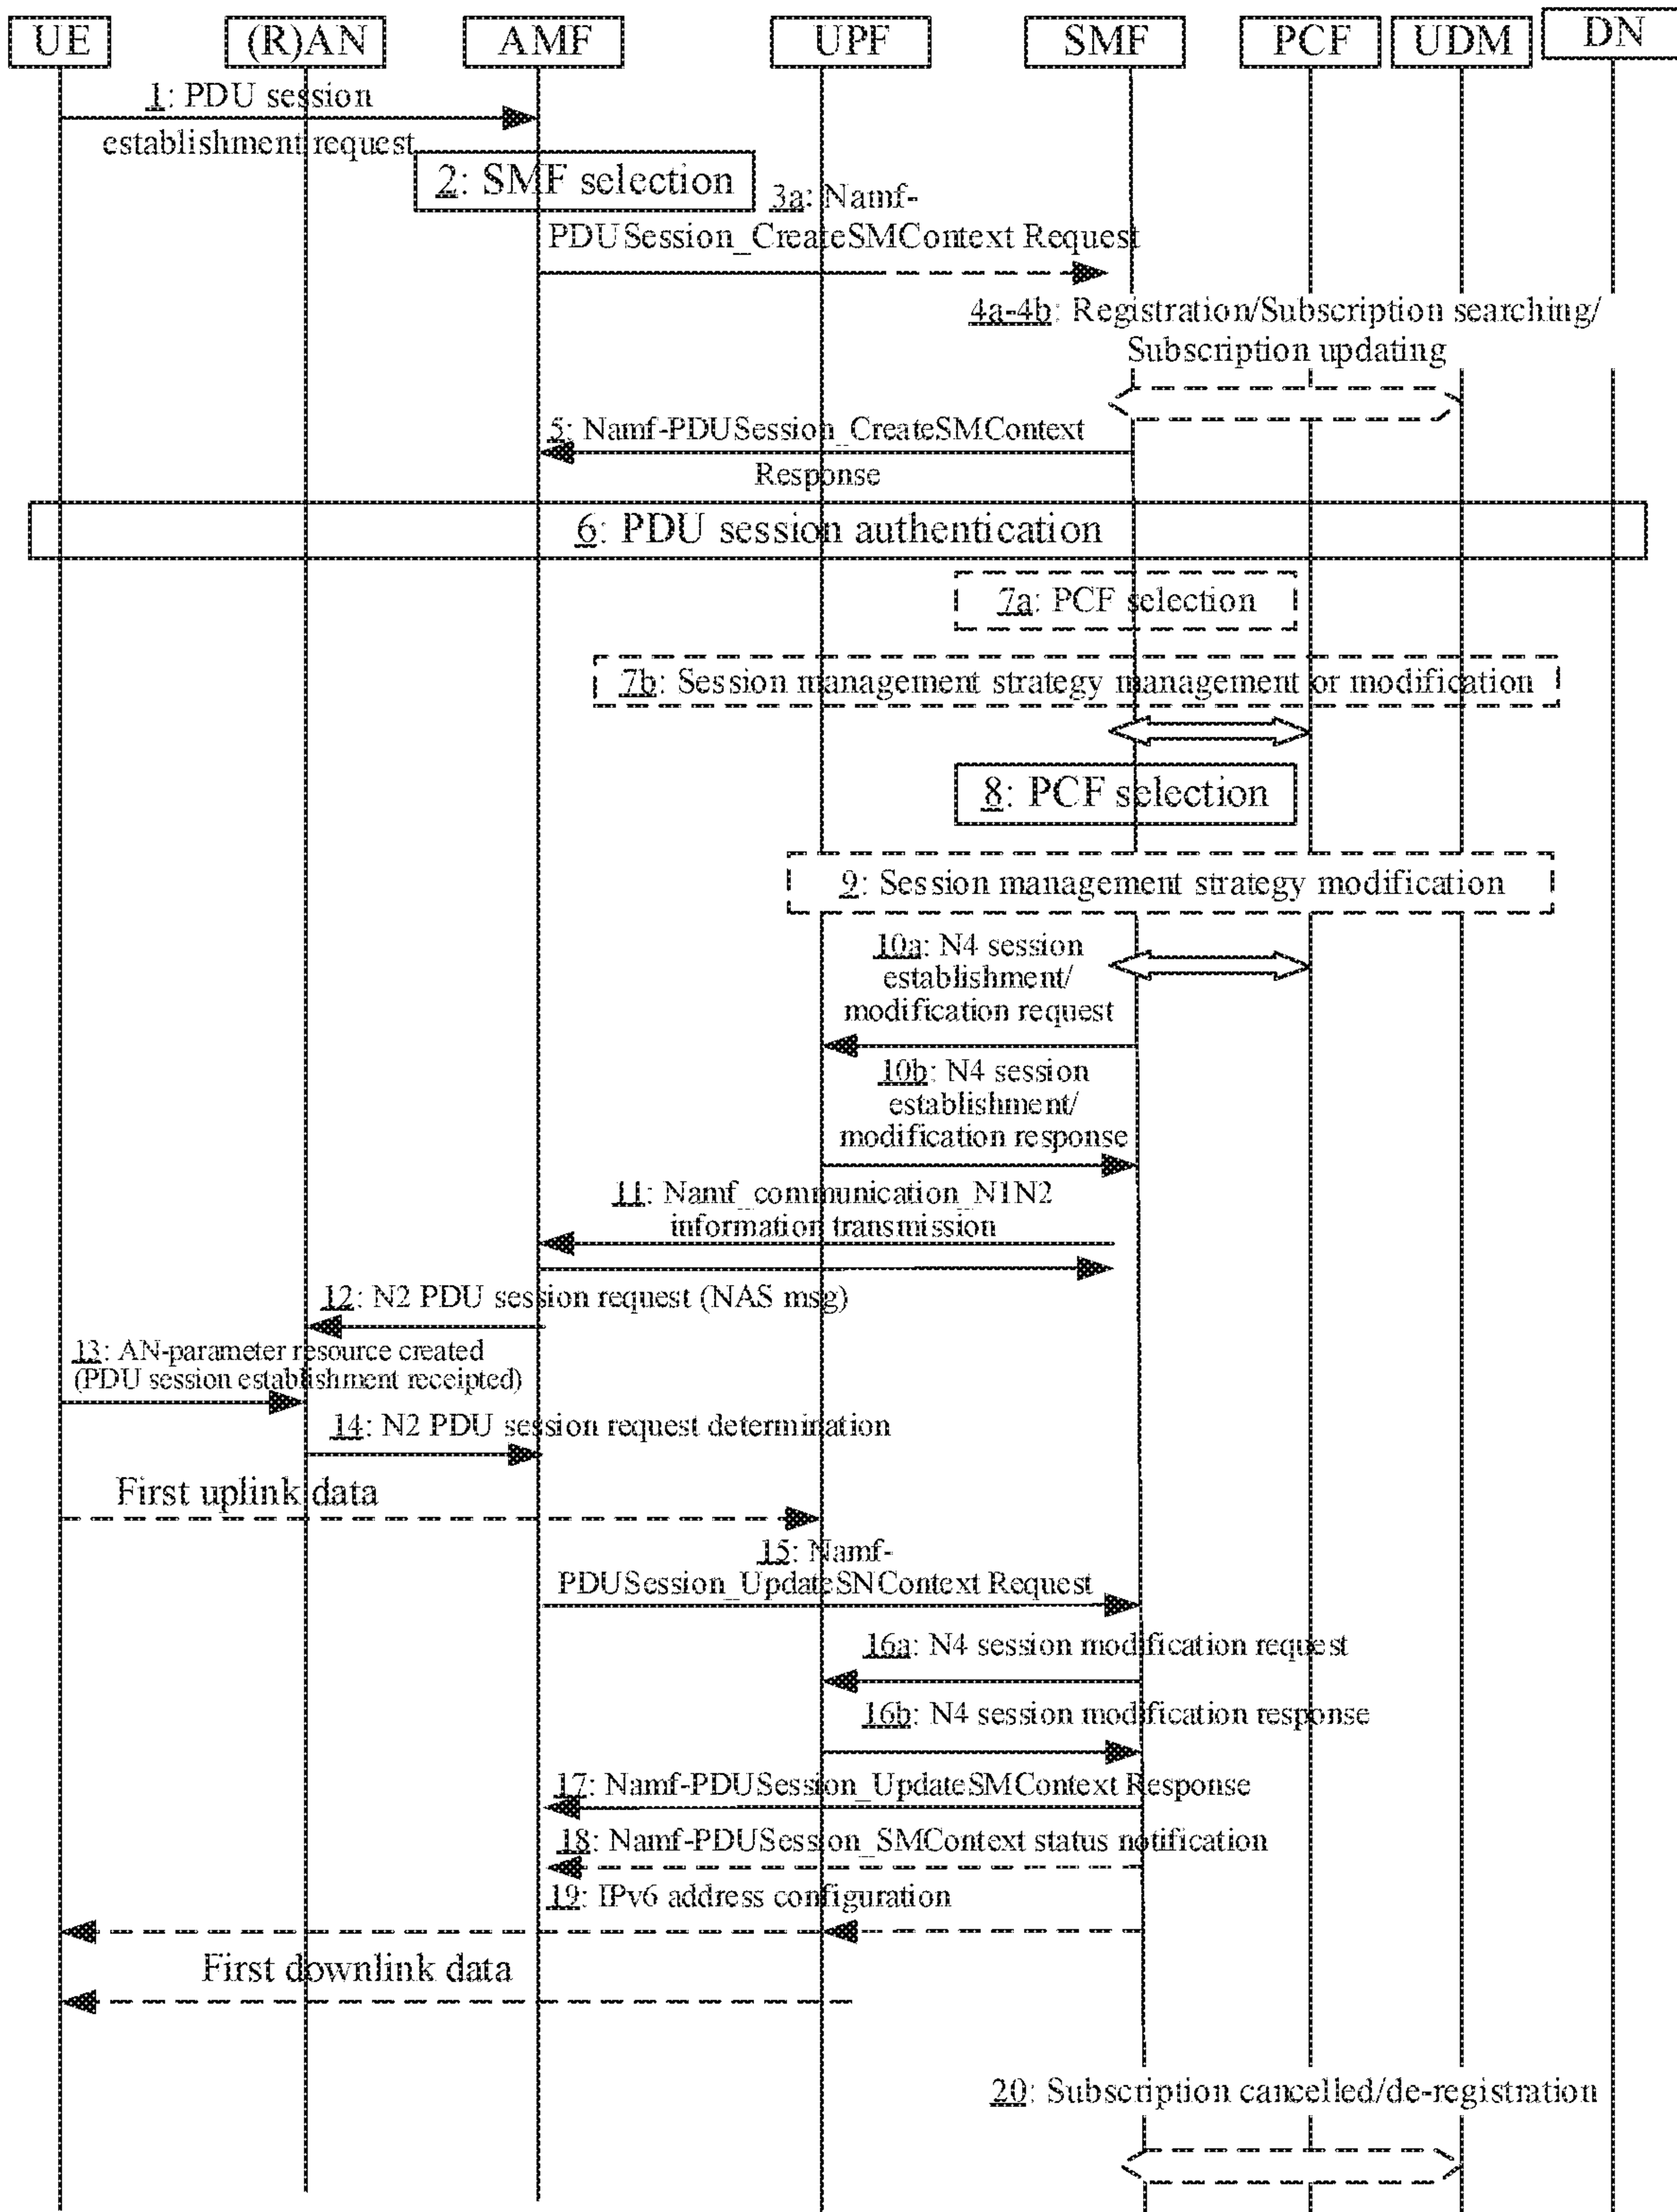 UE (R)AN AMF UPF SMF PCF UDM DN
1: PDU session
establishment request
2: SMF selection
3a: Namf-
PDUSession_CreateSMContext Request
4a-4b: Registration/Subscription searching/
Subscription updating
5: Namf-PDUSession_CreateSMContext
Response
6: PDU session authentication
7a: PCF selection
7b: Session management strategy management or modification
8: PCF selection
9: Session management strategy modification
10a: N4 session
establishment/
modification request
10b: N4 session
establishment/
modification response
11: Namf_communication_N1N2
information transmission
12: N2 PDU session request (NAS msg)
13: AN-parameter resource created
(PDU session establishment receipted)
14: N2 PDU session request determination
First uplink data
15: Namf-
PDUSession_UpdateSNContext Request
16a: N4 session modification request
16b: N4 session modification response
17: Namf-PDUSession_UpdateSMContext Response
18: Namf-PDUSession_SMContext status notification
19: IPv6 address configuration
First downlink data
20: Subscription cancelled/de-registration